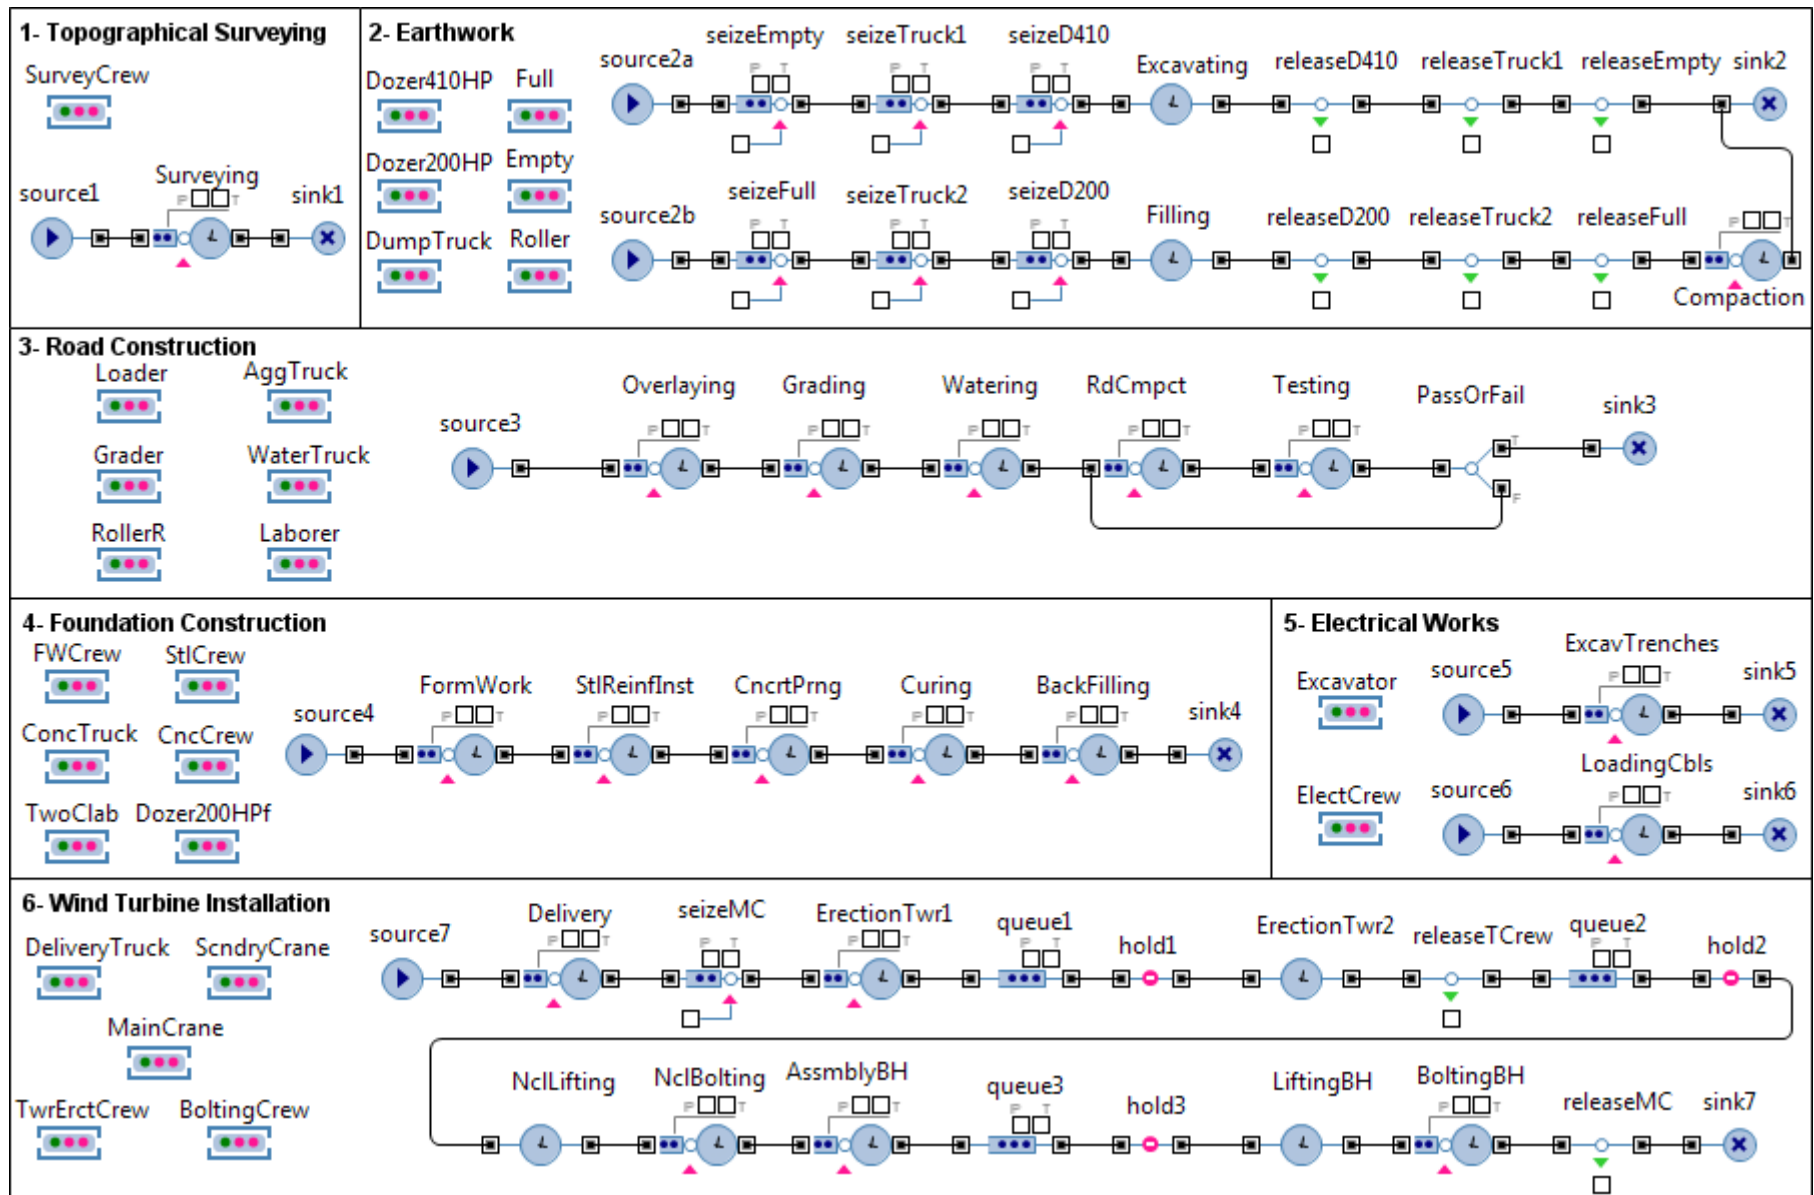 1- Topographical Surveying
SurveyCrew
source1
Surveying
P T
sink1
2- Earthwork
Dozer410HP
Full
Dozer200HP
Empty
DumpTruck
Roller
source2a
seizeEmpty
P T
seizeTruck1
P T
seizeD410
P T
Excavating
releaseD410
releaseTruck1
releaseEmpty
sink2
source2b
seizeFull
P T
seizeTruck2
P T
seizeD200
P T
Filling
releaseD200
releaseTruck2
releaseFull
P T
Compaction
3- Road Construction
Loader
AggTruck
Grader
WaterTruck
RollerR
Laborer
source3
Overlaying
P T
Grading
P T
Watering
P T
RdCmpct
P T
Testing
P T
PassOrFail
T
F
sink3
4- Foundation Construction
FWCrew
StlCrew
ConcTruck
CncCrew
TwoClab
Dozer200HPf
source4
FormWork
P T
StlReinfInst
P T
CncrtPrng
P T
Curing
P T
BackFilling
P T
sink4
5- Electrical Works
Excavator
source5
ExcavTrenches
P T
sink5
ElectCrew
source6
LoadingCbls
P T
sink6
6- Wind Turbine Installation
DeliveryTruck
ScndryCrane
MainCrane
TwrErctCrew
BoltingCrew
source7
Delivery
P T
seizeMC
P T
ErectionTwr1
P T
queue1
P T
hold1
ErectionTwr2
releaseTCrew
queue2
P T
hold2
NclLifting
NclBolting
P T
AssmblyBH
P T
queue3
P T
hold3
LiftingBH
BoltingBH
P T
releaseMC
sink7